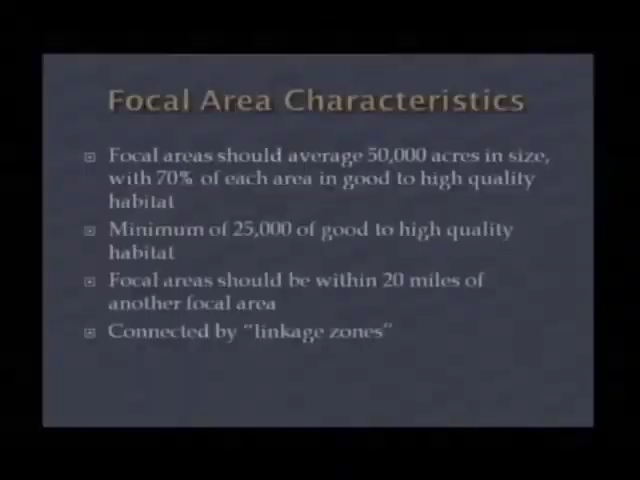 Focal Area Characteristics
Focal areas should average 50,000 acres in size,
with 70% of each area in good to high quality
habitat
Minimum of 25,000 of good to high quality
habitat
Focal areas should be within 20 miles of
another focal area
Connected by "linkage zones"